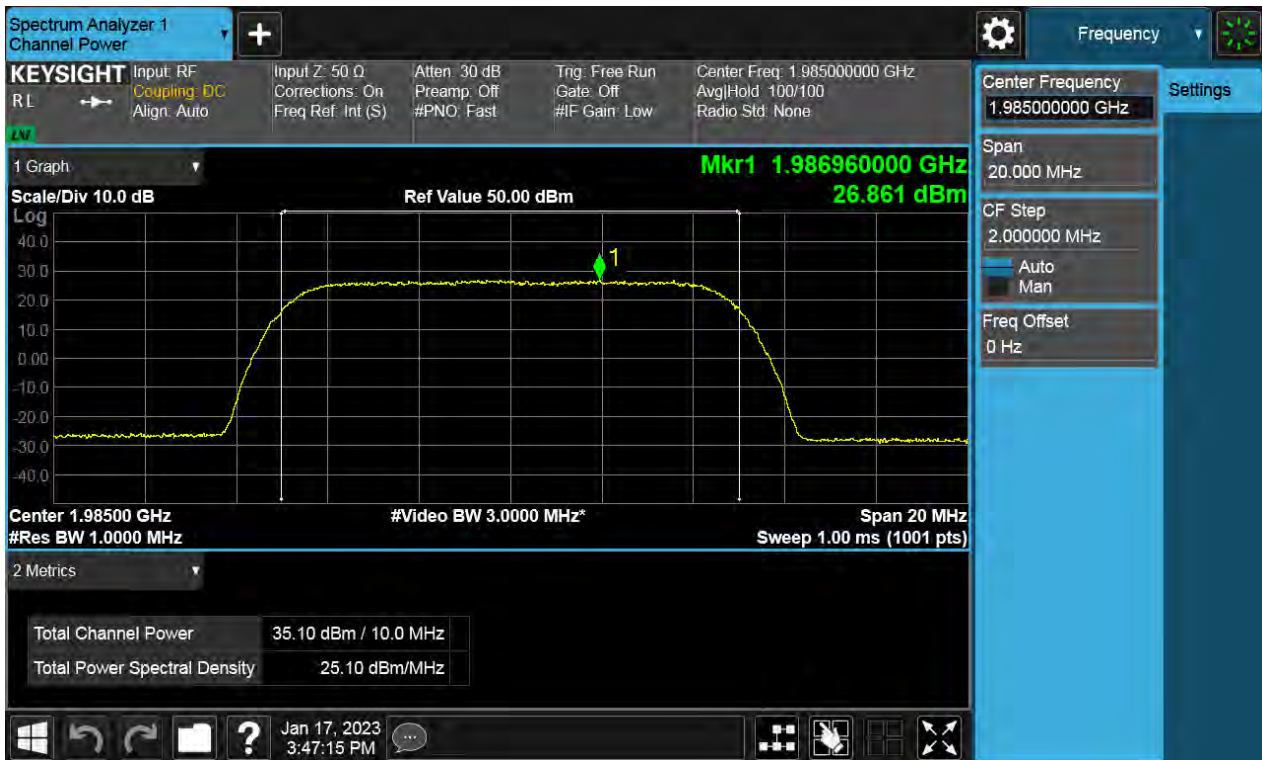 Spectrum Analyzer 1
Channel Power
+
Frequency
KEYSIGHT
R L
LXI
Input: RF
Coupling: DC
Align: Auto
Input Z: 50 Ω
Corrections: On
Freq Ref: Int (S)
Atten: 30 dB
Preamp: Off
#PNO: Fast
Trig: Free Run
Gate: Off
#IF Gain: Low
Center Freq: 1.985000000 GHz
Avg|Hold: 100/100
Radio Std: None
Center Frequency
1.985000000 GHz
Settings
Span
20.000 MHz
CF Step
2.000000 MHz
Auto
Man
Freq Offset
0 Hz
1 Graph
Mkr1 1.986960000 GHz
26.861 dBm
Scale/Div 10.0 dB
Ref Value 50.00 dBm
Log
40.0
30.0
20.0
10.0
0.00
-10.0
-20.0
-30.0
-40.0
1
Center 1.98500 GHz
#Video BW 3.0000 MHz*
Span 20 MHz
#Res BW 1.0000 MHz
Sweep 1.00 ms (1001 pts)
2 Metrics
Total Channel Power 35.10 dBm / 10.0 MHz
Total Power Spectral Density 25.10 dBm/MHz
?
Jan 17, 2023
3:47:15 PM